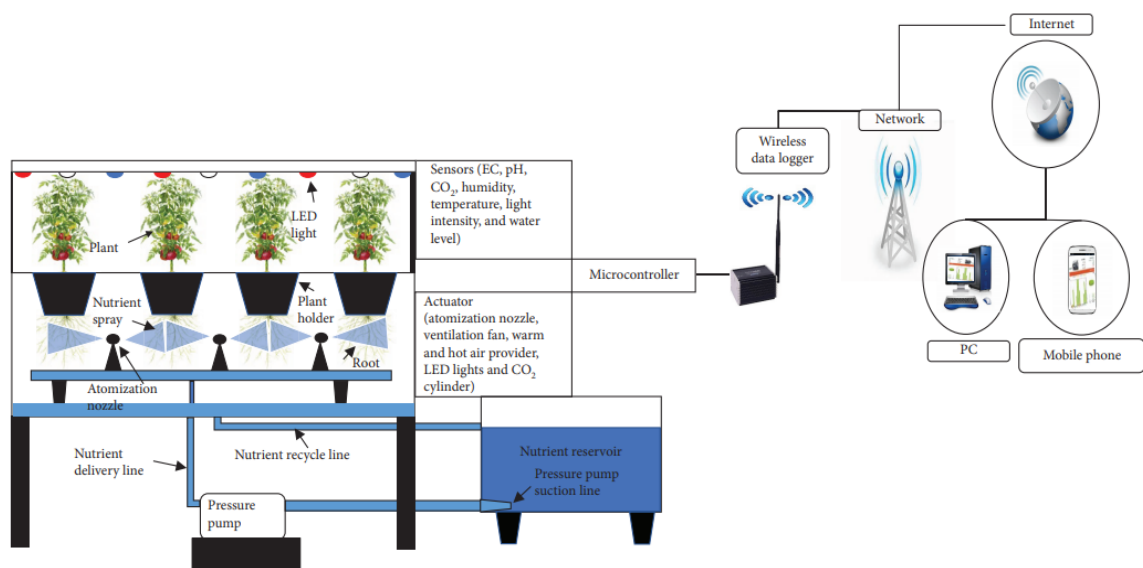 Internet
Network
Wireless
data logger
Sensors (EC, pH,
CO₂, humidity,
temperature, light
intensity, and water
level)
LED
light
Plant
Microcontroller
Nutrient
spray
Plant
holder
Actuator
(atomization nozzle,
ventilation fan, warm
and hot air provider,
LED lights and CO₂
cylinder)
Root
Atomization
nozzle
PC
Mobile phone
Nutrient
delivery line
Nutrient recycle line
Nutrient reservoir
Pressure pump
suction line
Pressure
pump